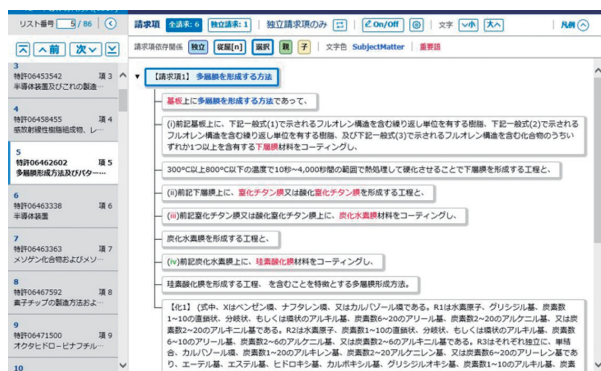 リスト番号 5 / 86
請求項 全請求: 6 独立請求: 1 独立請求項のみ On/Off 文字 小 大 凡例
前 次
請求項依存関係 独立 従属[n] 選択 親 子 文字色 SubjectMatter 重要語
3
特許06453542 項 3
半導体装置及びこれの製造…
4
特許06458455 項 4
感放射線性樹脂組成物、レ…
5
特許06462602 項 5
多層膜形成方法及びパター…
6
特許06463338 項 6
半導体装置
7
特許06463363 項 7
メソゲン化合物およびメソ…
8
特許06467592 項 8
素子チップの製造方法およ…
9
特許06471500 項 9
オクタヒドロ－ビナフチル…
10
【請求項1】 多層膜を形成する方法
基板上に多層膜を形成する方法であって、
(i)前記基板上に、下記一般式(1)で示されるフルオレン構造を含む繰り返し単位を有する樹脂、下記一般式(2)で示される
フルオレン構造を含む繰り返し単位を有する樹脂、及び下記一般式(3)で示されるフルオレン構造を含む化合物のうちい
ずれか1つ以上を含有する下層膜材料をコーティングし、
300℃以上800℃以下の温度で10秒~4,000秒間の範囲で熱処理して硬化させることで下層膜を形成する工程と、
(ii)前記下層膜上に、窒化チタン膜又は酸化窒化チタン膜を形成する工程と、
(iii)前記窒化チタン膜又は酸化窒化チタン膜上に、炭化水素膜材料をコーティングし、
炭化水素膜を形成する工程と、
(iv)前記炭化水素膜上に、珪素酸化膜材料をコーティングし、
珪素酸化膜を形成する工程、 を含むことを特徴とする多層膜形成方法。
【化1】 (式中、Xはベンゼン環、ナフタレン環、又はカルバゾール環である。R1は水素原子、グリシジル基、炭素数
1~10の直鎖状、分岐状、もしくは環状のアルキル基、炭素数6~20のアリール基、炭素数2~20のアルケニル基、又は炭
素数2~20のアルキニル基である。R2は水素原子、炭素数1~10の直鎖状、分岐状、もしくは環状のアルキル基、炭素数
6~10のアリール基、炭素数2~6のアルケニル基、又は炭素数2~6のアルキニル基である。R3はそれぞれ独立に、単結
合、カルバゾール環、炭素数1~20のアルキレン基、炭素数2~20のアルケニレン基、又は炭素数6~20のアリーレン基であ
り、エーテル基、エステル基、ヒドロキシ基、カルボキシル基、グリシジルオキシ基、炭素数1~10のアルキル基、炭素